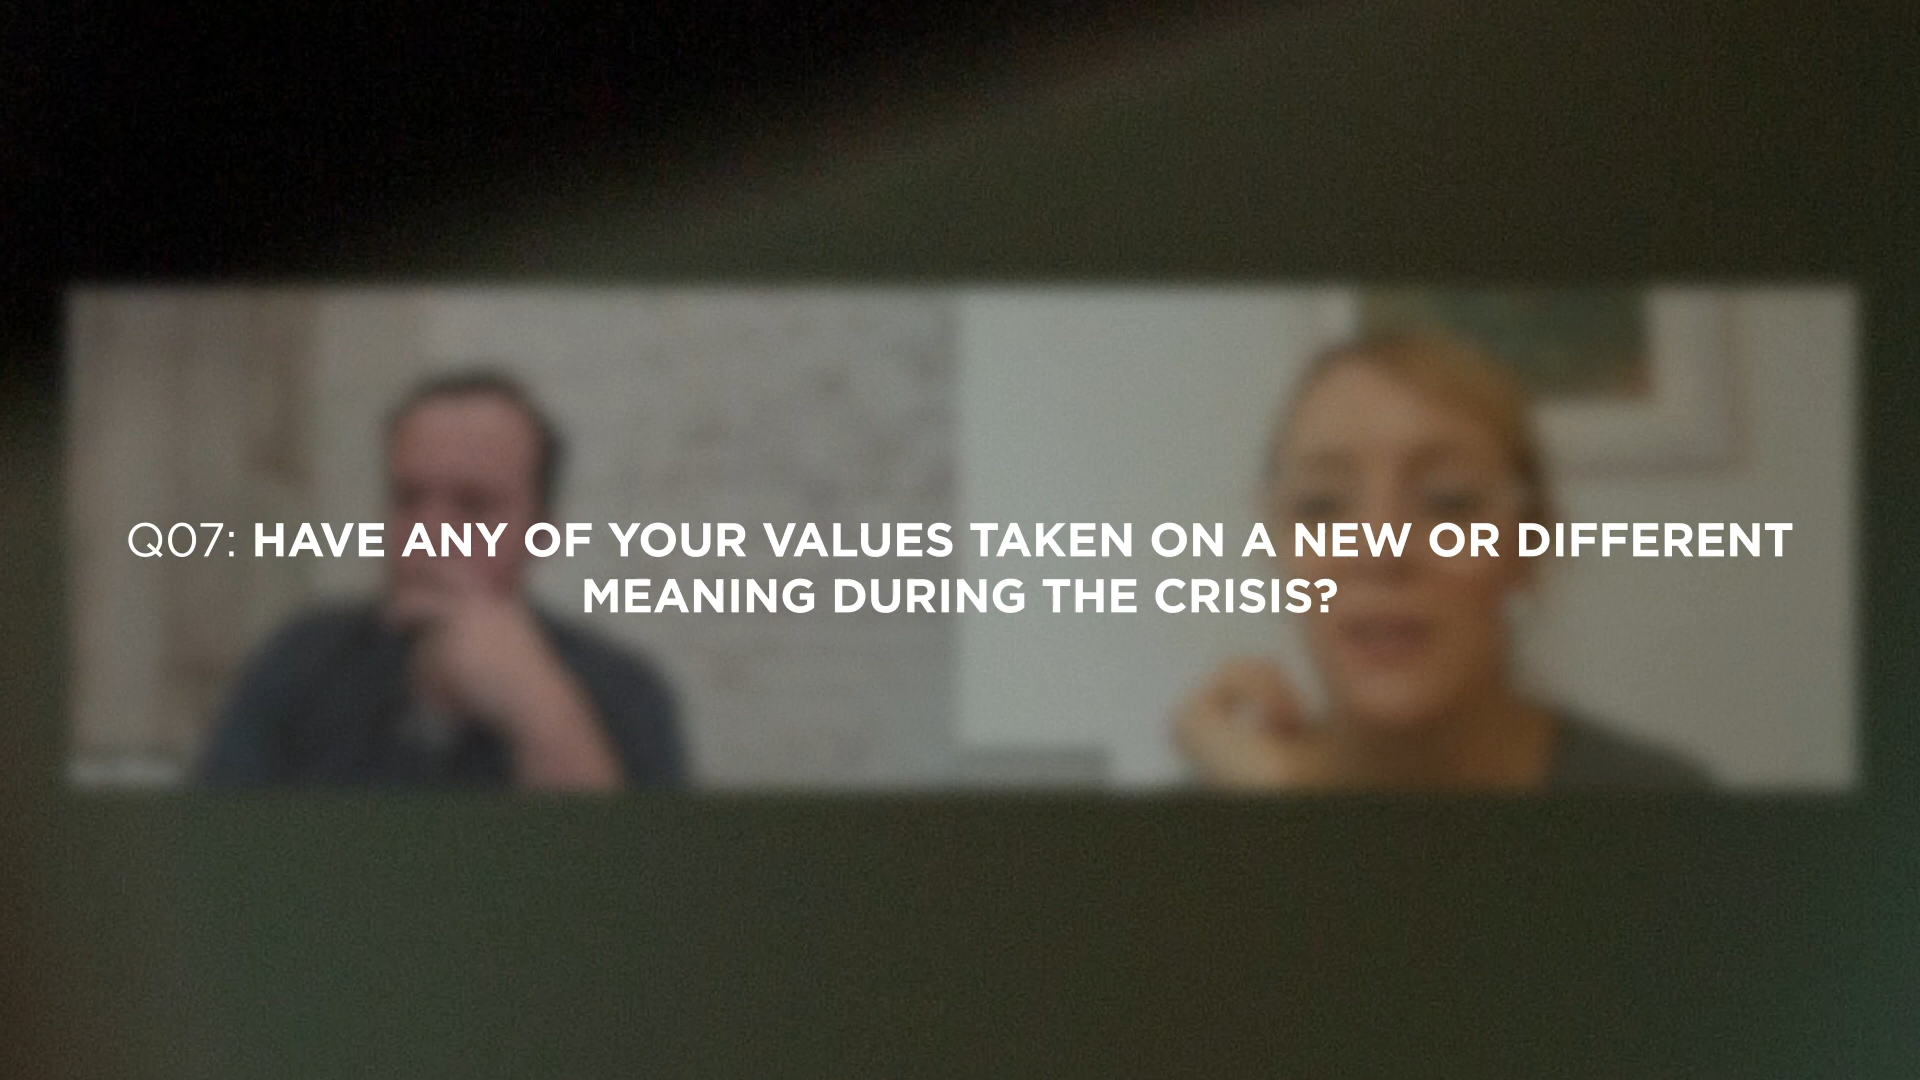 Q07: HAVE ANY OF YOUR VALUES TAKEN ON A NEW OR DIFFERENT
MEANING DURING THE CRISIS?